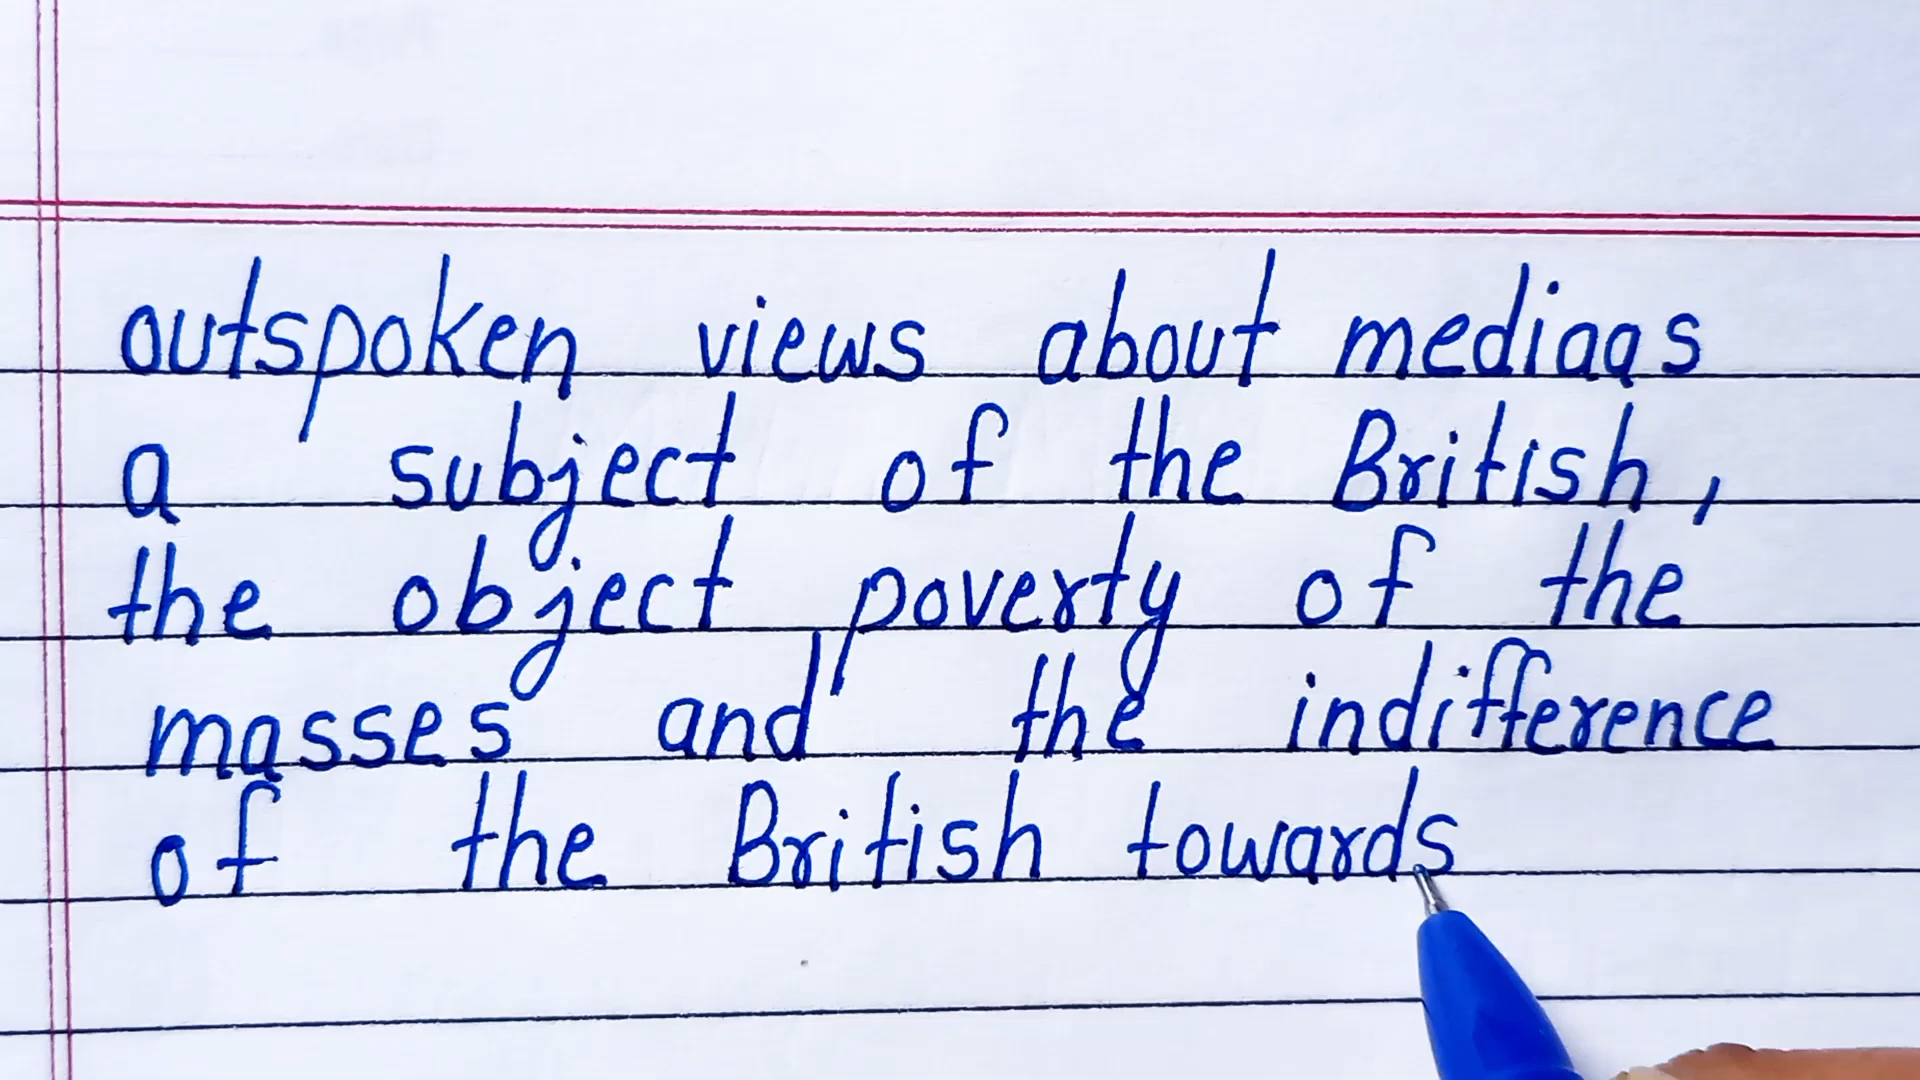 outspoken views about mediaas
a subject of the British,
the object poverty of the
masses and the indifference
of the British towards